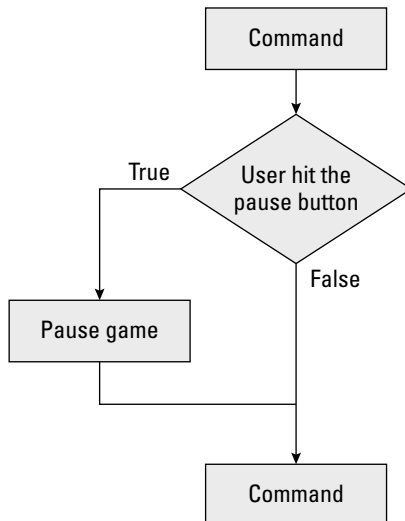 Command
True
User hit the
pause button
False
Pause game
Command